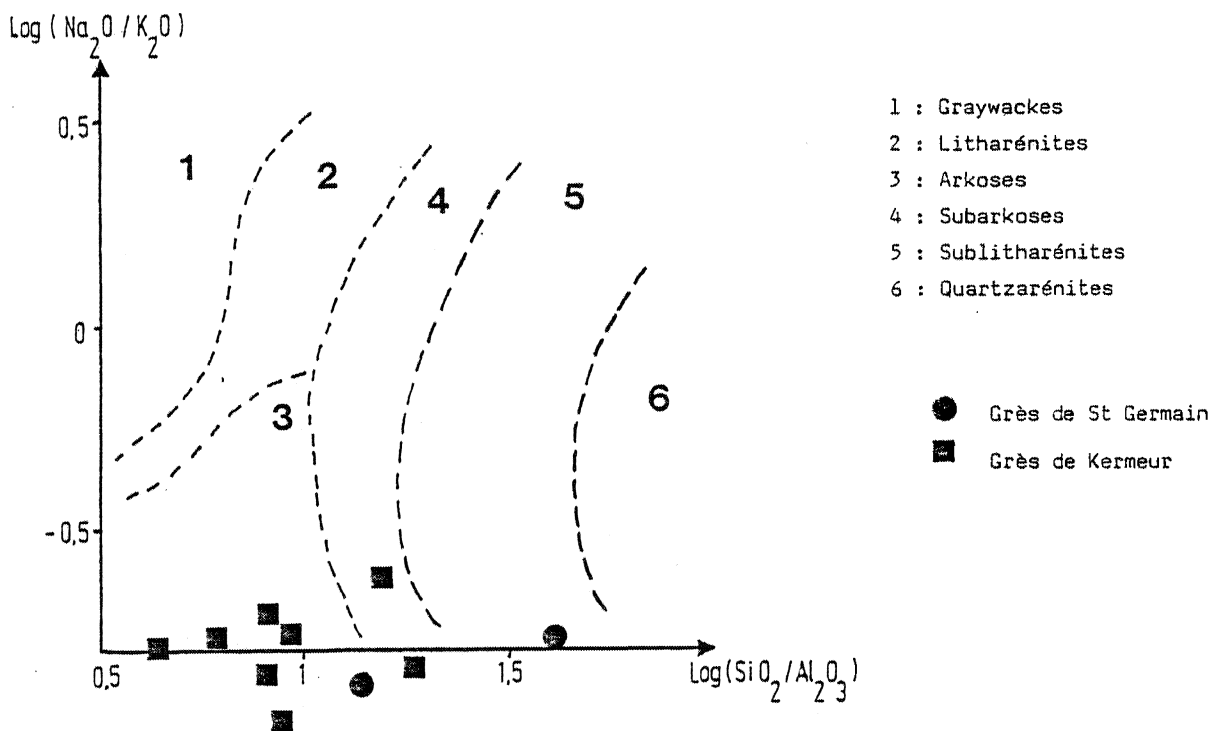 Log(Na₂O/K₂O)
0,5
0
-0,5
1
2
3
4
5
6
0,5
1
1,5
Log(SiO₂/Al₂O₃)
1 : Graywackes
2 : Litharénites
3 : Arkoses
4 : Subarkoses
5 : Sublitharénites
6 : Quartzarénites
Grès de St Germain
Grès de Kermeur